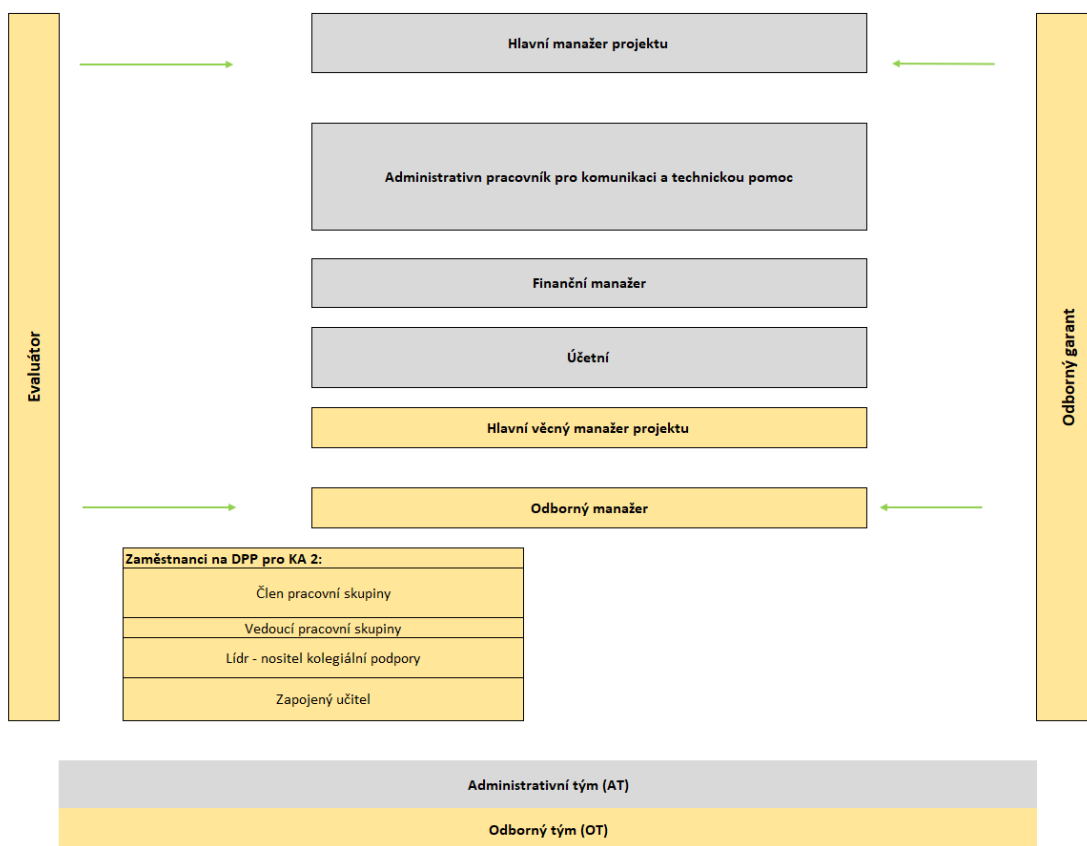 Hlavní manažer projektu
Administrativn pracovník pro komunikaci a technickou pomoc
Finanční manažer
Účetní
Hlavní věcný manažer projektu
Odborný manažer
Evaluátor
Odborný garant
Zaměstnanci na DPP pro KA 2:
Člen pracovní skupiny
Vedoucí pracovní skupiny
Lídr - nositel kolegiální podpory
Zapojený učitel
Administrativní tým (AT)
Odborný tým (OT)